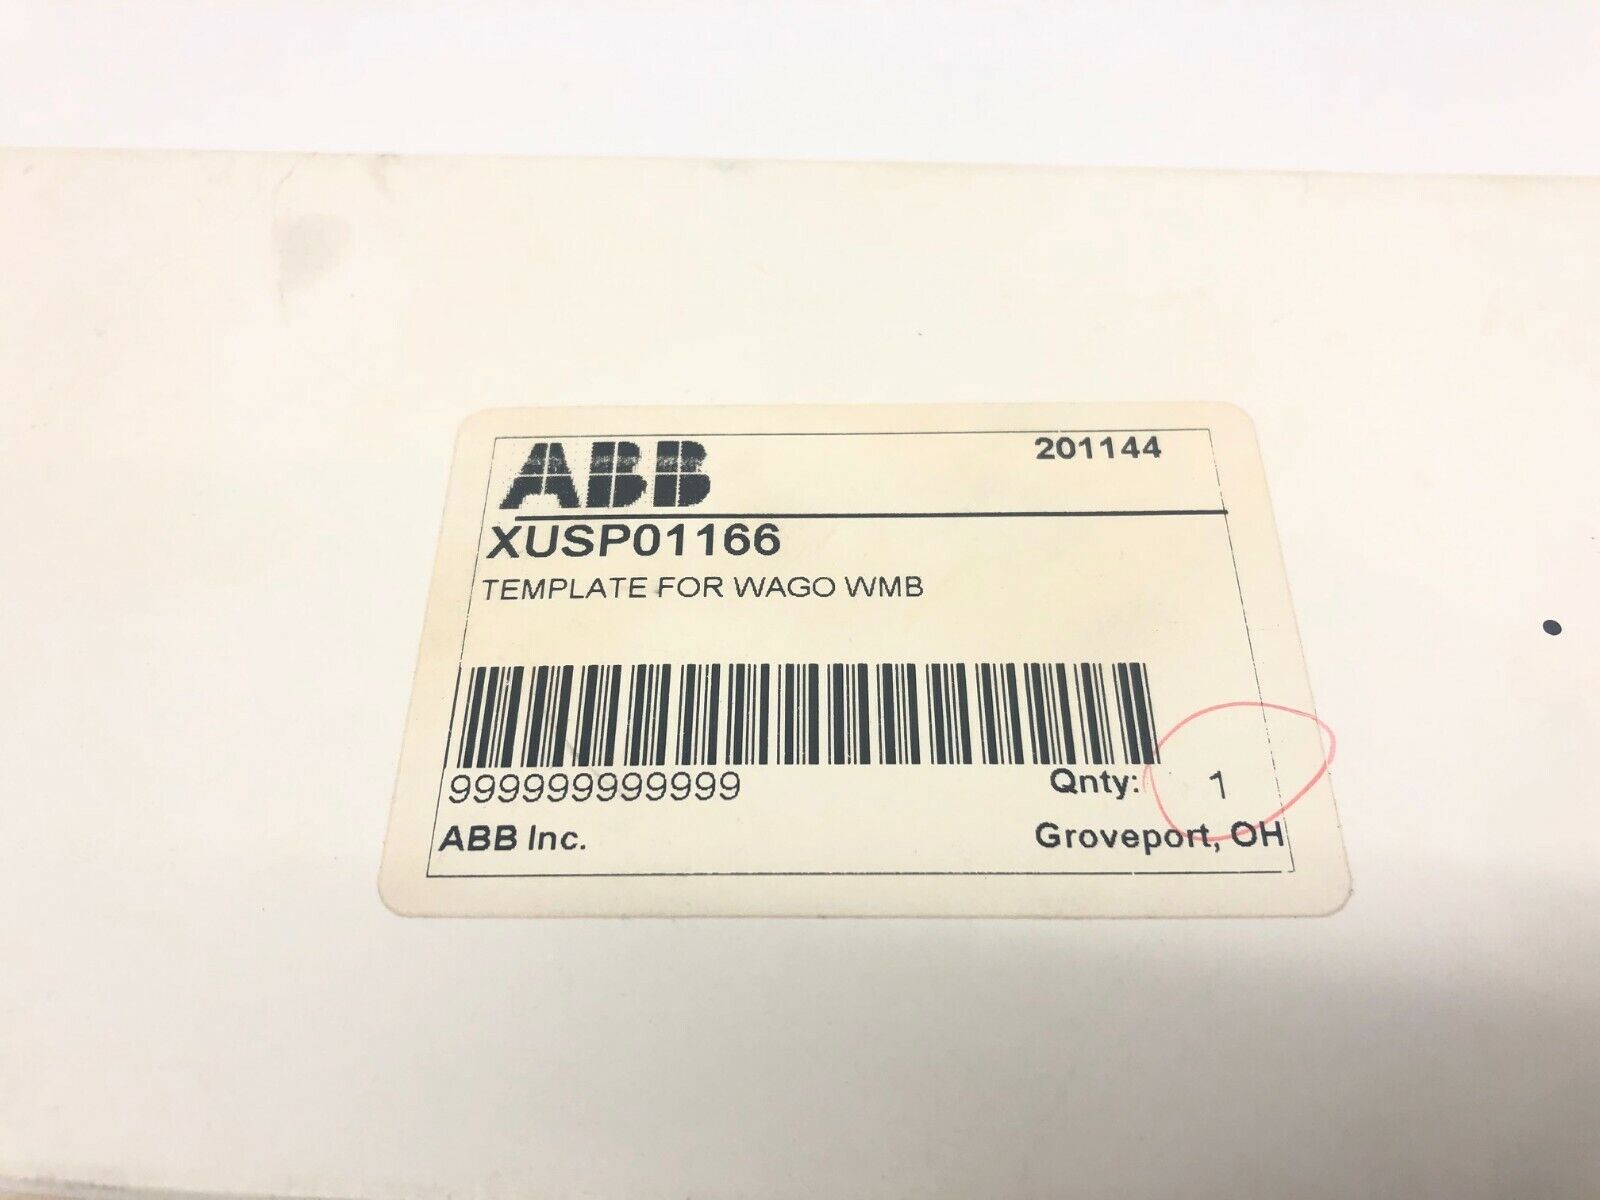 ABB 201144
XUSP01166
TEMPLATE FOR WAGO WMB
999999999999
Qnty: 1
ABB Inc. Groveport, OH